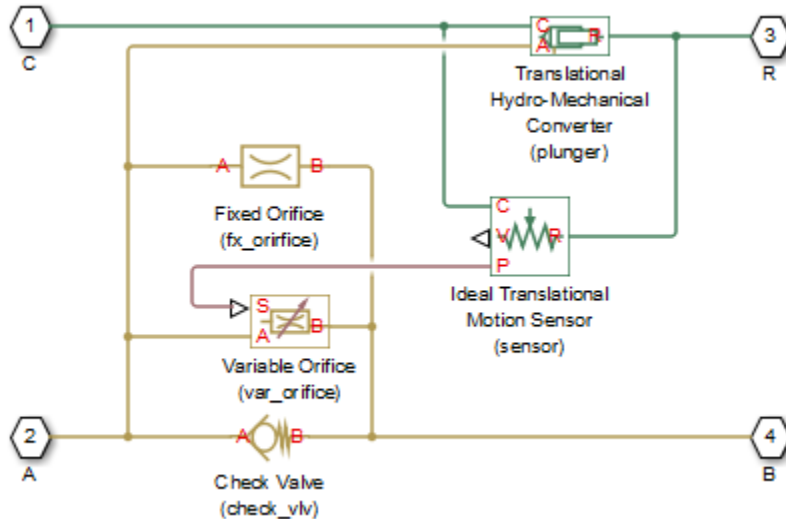 1
C
C
A
R
3
R
Translational
Hydro-Mechanical
Converter
(plunger)
A
B
Fixed Orifice
(fx_orirfice)
C
V
R
P
Ideal Translational
Motion Sensor
(sensor)
S
A
B
Variable Orifice
(var_orifice)
2
A
A
B
Check Valve
(check_vlv)
4
B